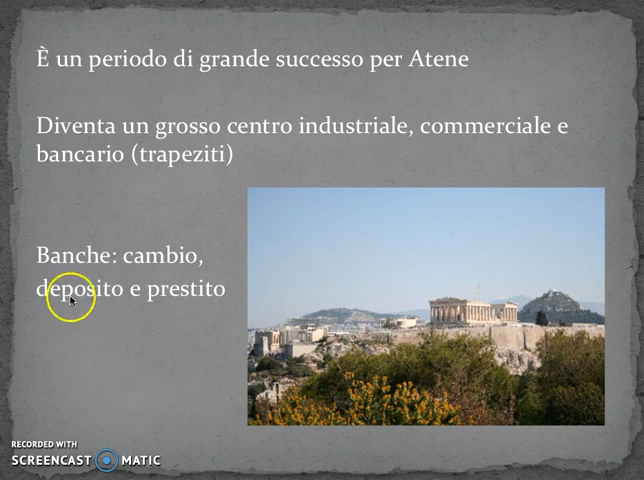 È un periodo di grande successo per Atene
Diventa un grosso centro industriale, commerciale e
bancario (trapeziti)
Banche: cambio,
deposito e prestito
RECORDED WITH
SCREENCAST MATIC